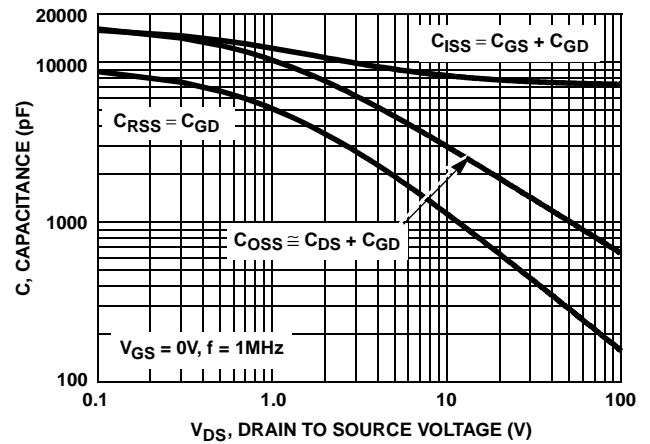 20000
10000
1000
100
C, CAPACITANCE (pF)
C_ISS = C_GS + C_GD
C_RSS = C_GD
C_OSS ≅ C_DS + C_GD
V_GS = 0V, f = 1MHz
0.1
1.0
10
100
V_DS, DRAIN TO SOURCE VOLTAGE (V)